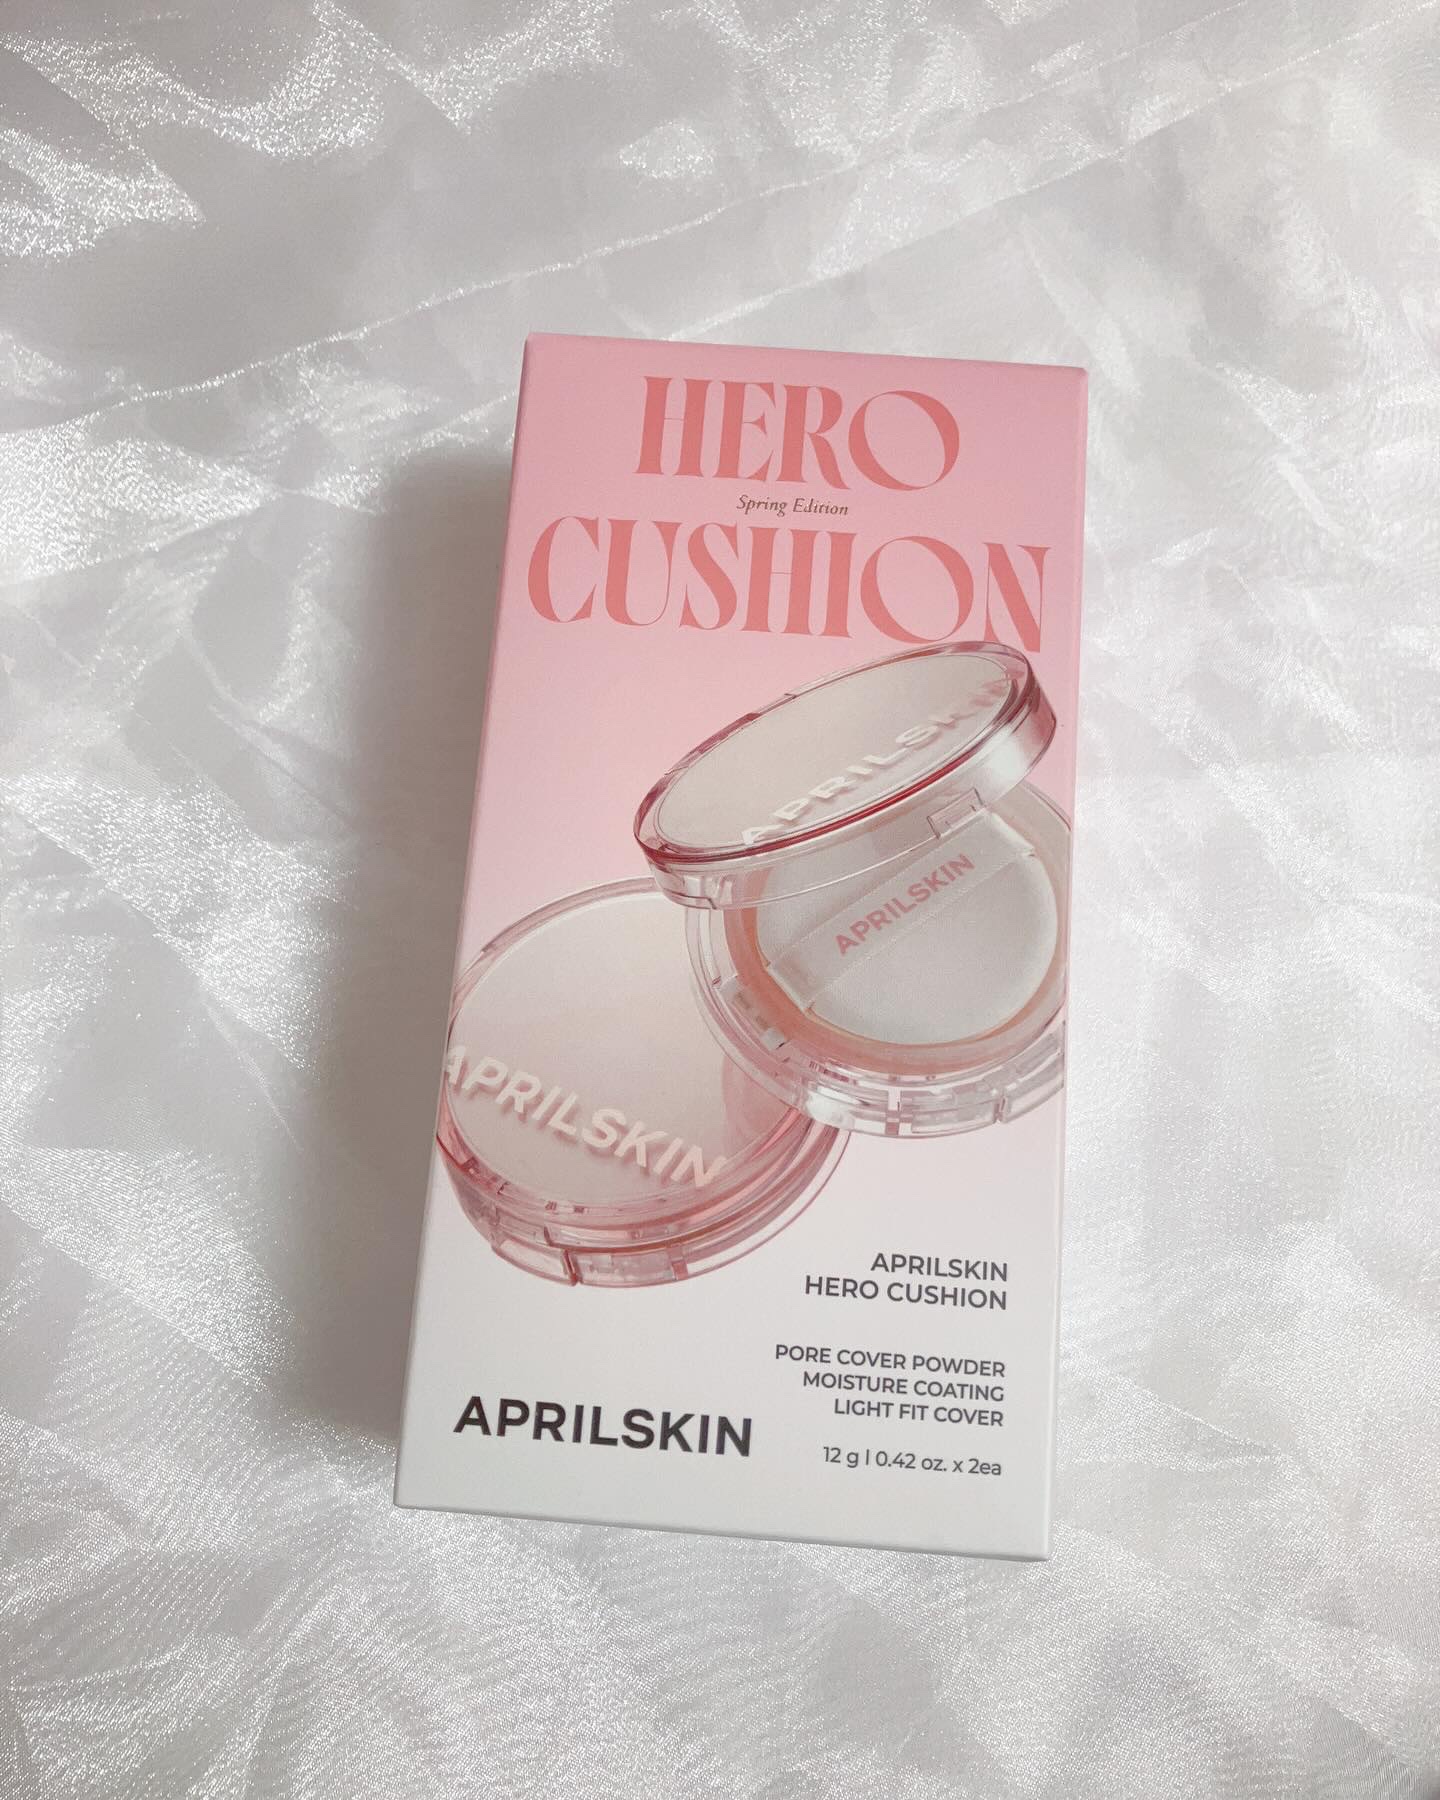 HERO
Spring Edition
CUSHION
APRILSKIN
APRILSKIN
APRILSKIN
APRILSKIN
HERO CUSHION
PORE COVER POWDER
MOISTURE COATING
LIGHT FIT COVER
APRILSKIN
12 g | 0.42 oz. x 2ea